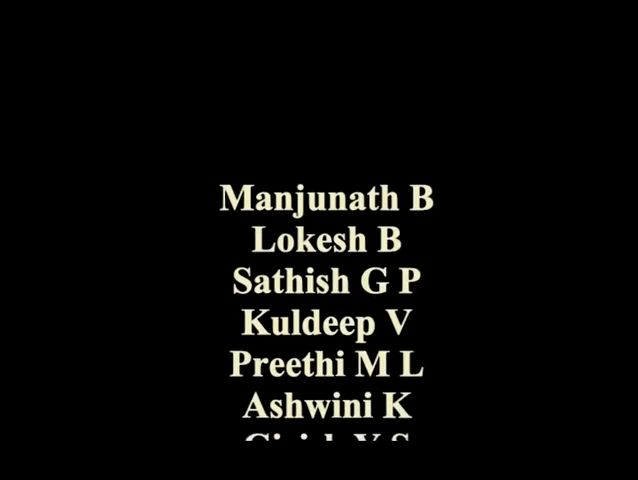 Manjunath B
Lokesh B
Sathish G P
Kuldeep V
Preethi M L
Ashwini K